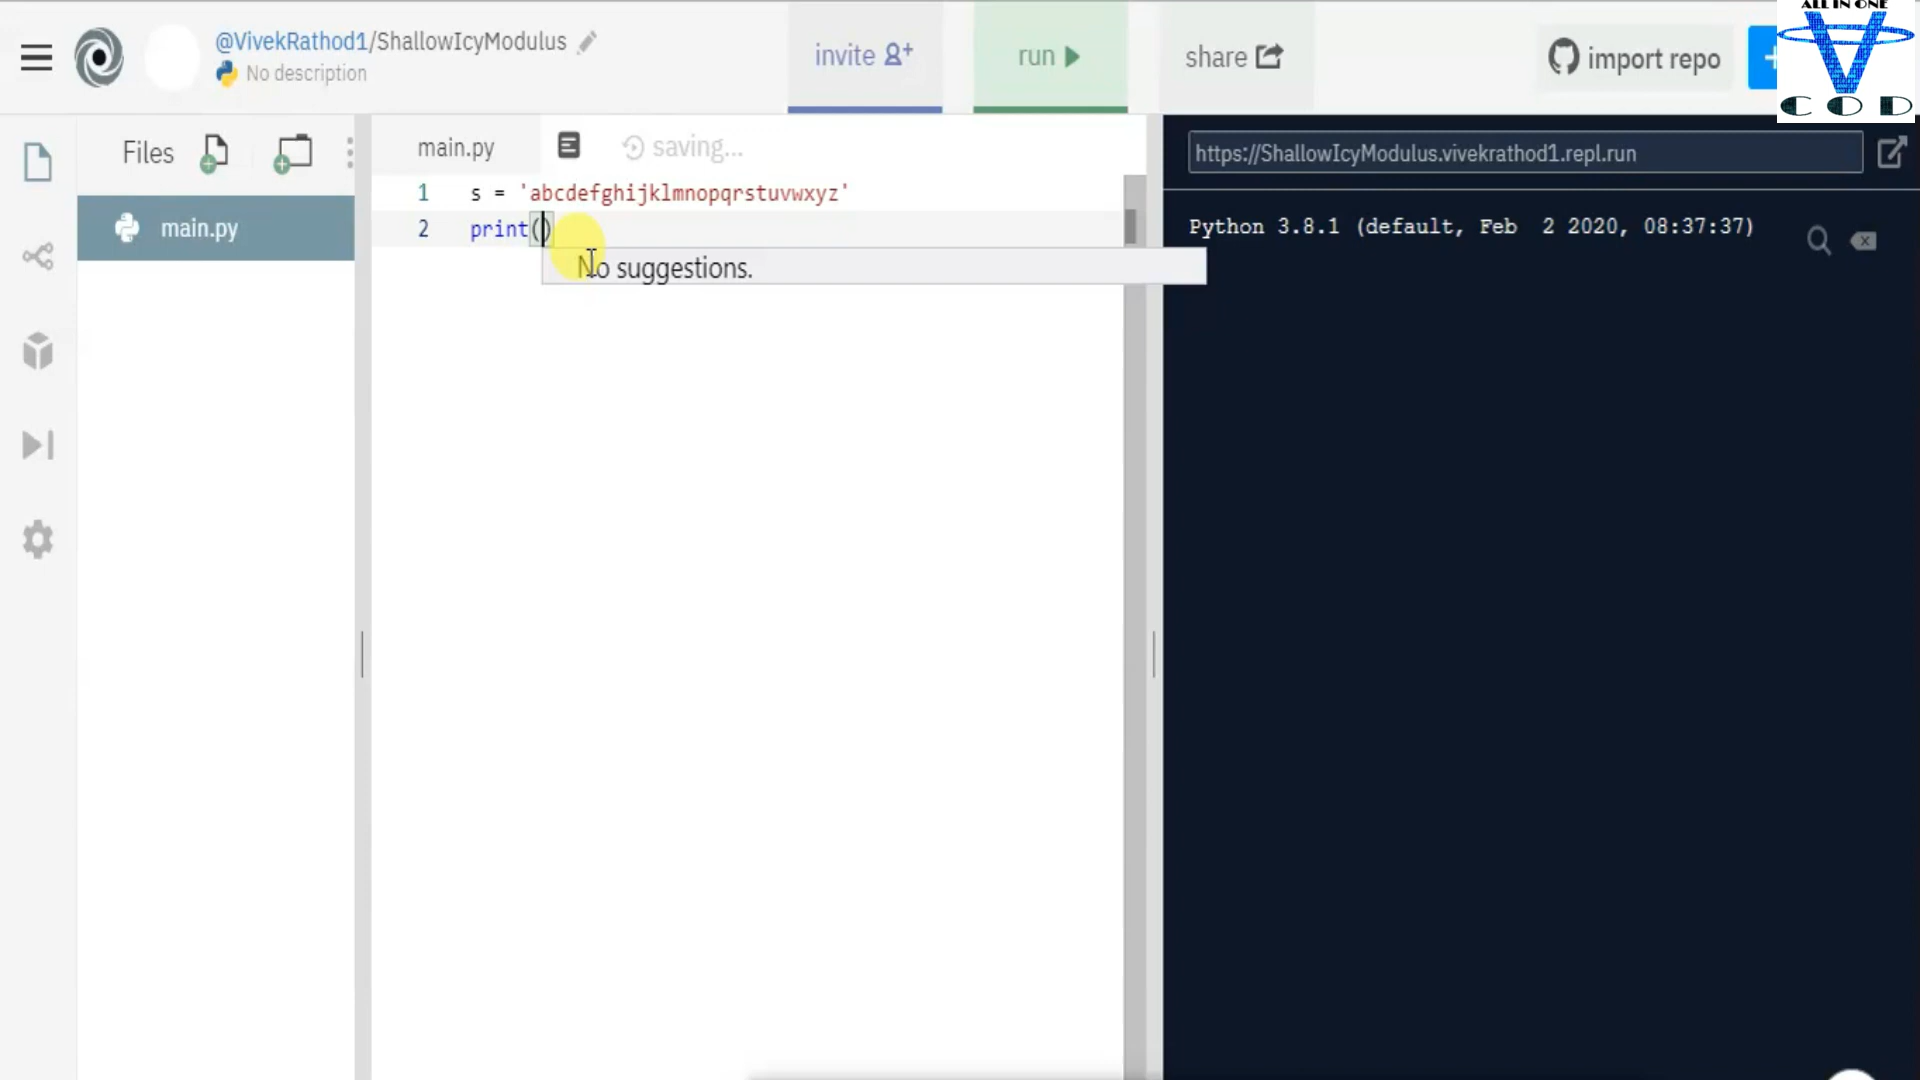 @VivekRathod1/ShallowIcyModulus
No description
invite
run
share
import repo
ALL IN ONE
V
COD
Files
main.py
saving...
https://ShallowIcyModulus.vivekrathod1.repl.run
main.py
1 s = 'abcdefghijklmnopqrstuvwxyz'
2 print()
No suggestions.
Python 3.8.1 (default, Feb 2 2020, 08:37:37)